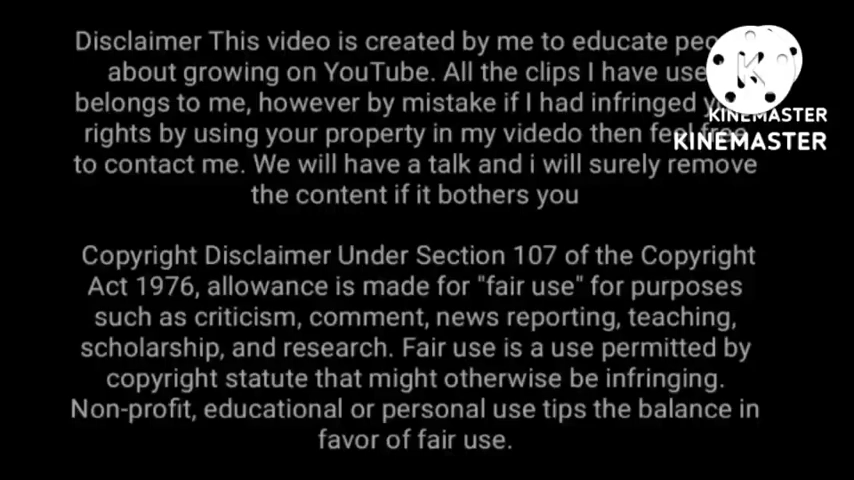 Disclaimer This video is created by me to educate
about growing on YouTube. All the clips I have use
belongs to me, however by mistake if I had infringed
rights by using your property in my videdo then feel free
to contact me. We will have a talk and i will surely remove
the content if it bothers you
Copyright Disclaimer Under Section 107 of the Copyright
Act 1976, allowance is made for "fair use" for purposes
such as criticism, comment, news reporting, teaching,
scholarship, and research. Fair use is a use permitted by
copyright statute that might otherwise be infringing.
Non-profit, educational or personal use tips the balance in
favor of fair use.
K
KINEMASTER
KINEMASTER